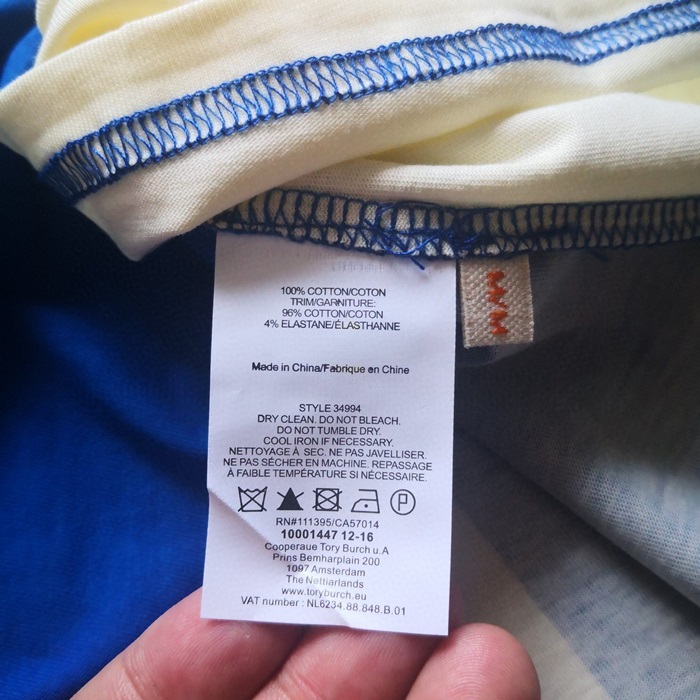 100% COTTON/COTON
TRIM/GARNITURE:
96% COTTON/COTON
4% ELASTANE/ÉLASTHANNE
Made in China/Fabrique en Chine
STYLE 34994
DRY CLEAN. DO NOT BLEACH.
DO NOT TUMBLE DRY.
COOL IRON IF NECESSARY.
NETTOYAGE À SEC. NE PAS JAVELLISER.
NE PAS SÉCHER EN MACHINE. REPASSAGE
À FAIBLE TEMPÉRATURE SI NÉCESSAIRE.
P
RN#111395/CA57014
10001447 12-16
Cooperaue Tory Burch u.A
Prins Bemharplain 200
1097 Amsterdam
The Nettiarlands
www.toryburch.eu
VAT number : NL6234.88.848.B.01